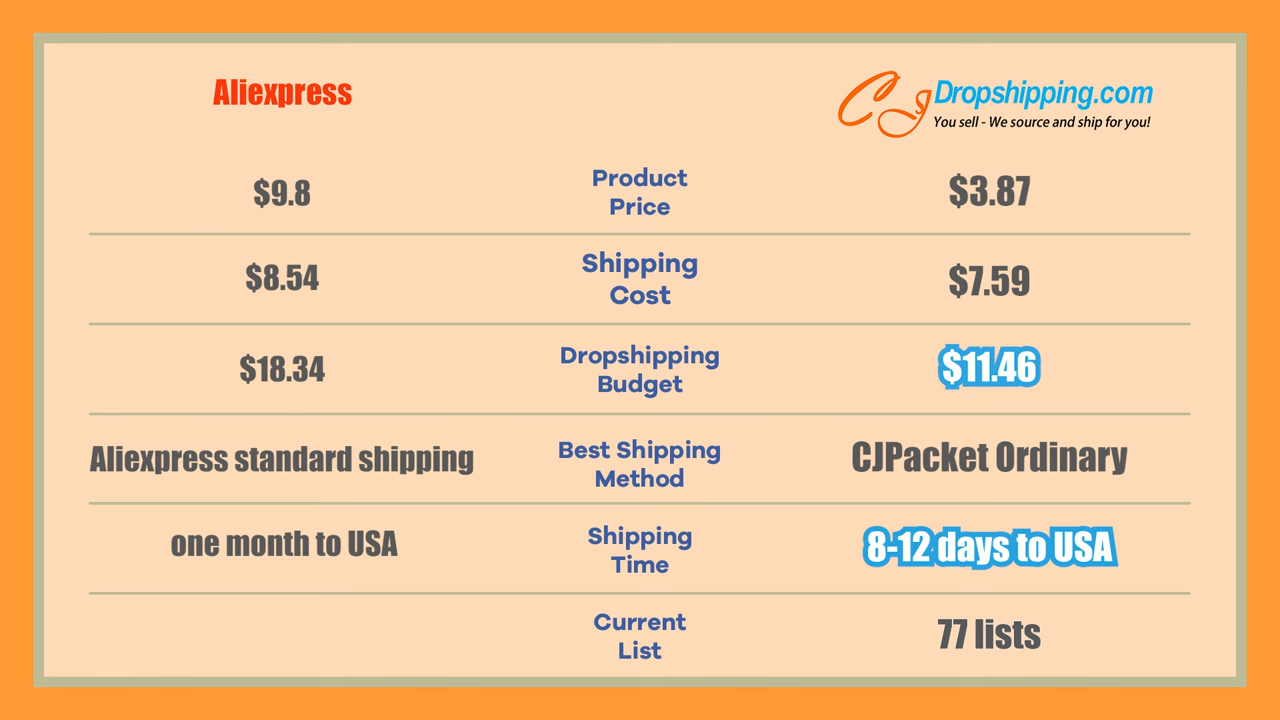 Aliexpress
CJDropshipping.com
You sell - We source and ship for you!
$9.8
Product
Price
$3.87
$8.54
Shipping
Cost
$7.59
$18.34
Dropshipping
Budget
$11.46
Aliexpress standard shipping
Best Shipping
Method
CJPacket Ordinary
one month to USA
Shipping
Time
8-12 days to USA
Current
List
77 lists